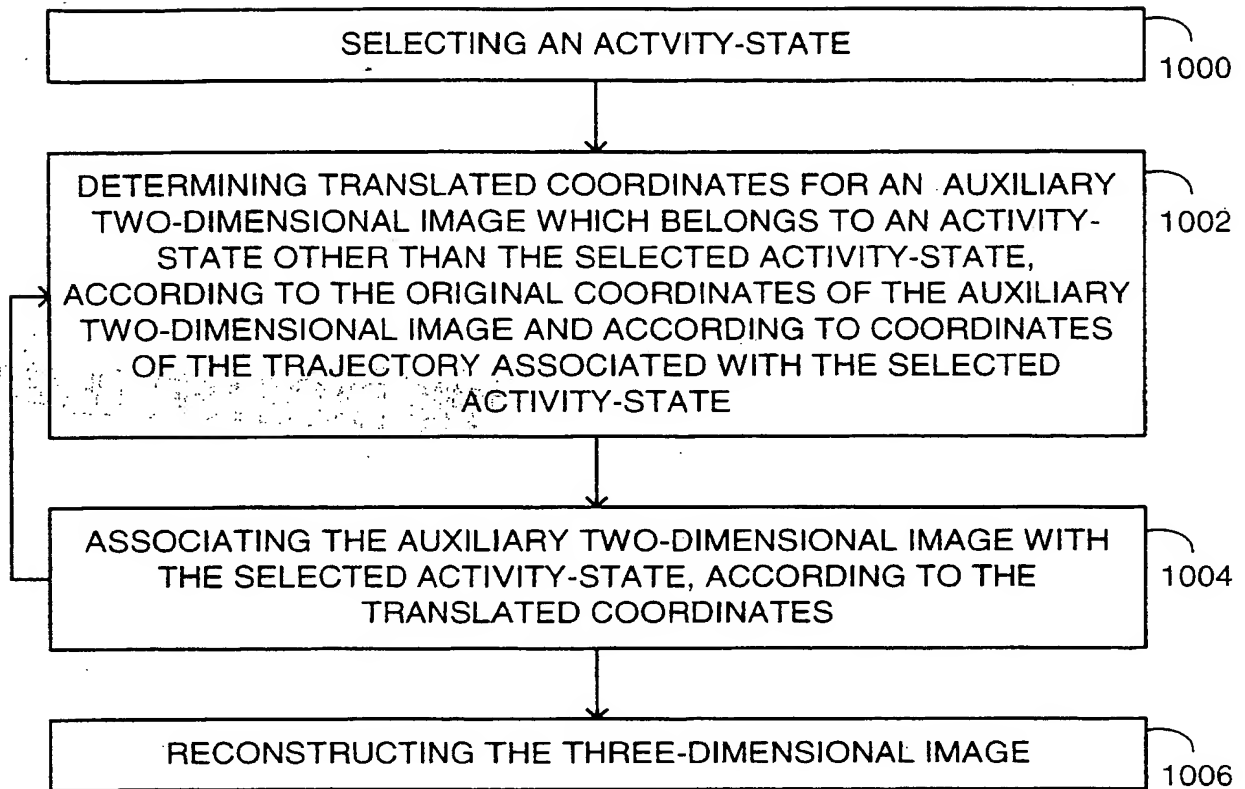 SELECTING AN ACTVITY-STATE
1000
DETERMINING TRANSLATED COORDINATES FOR AN AUXILIARY
TWO-DIMENSIONAL IMAGE WHICH BELONGS TO AN ACTIVITY-
STATE OTHER THAN THE SELECTED ACTIVITY-STATE,
ACCORDING TO THE ORIGINAL COORDINATES OF THE AUXILIARY
TWO-DIMENSIONAL IMAGE AND ACCORDING TO COORDINATES
OF THE TRAJECTORY ASSOCIATED WITH THE SELECTED
ACTIVITY-STATE
1002
ASSOCIATING THE AUXILIARY TWO-DIMENSIONAL IMAGE WITH
THE SELECTED ACTIVITY-STATE, ACCORDING TO THE
TRANSLATED COORDINATES
1004
RECONSTRUCTING THE THREE-DIMENSIONAL IMAGE
1006